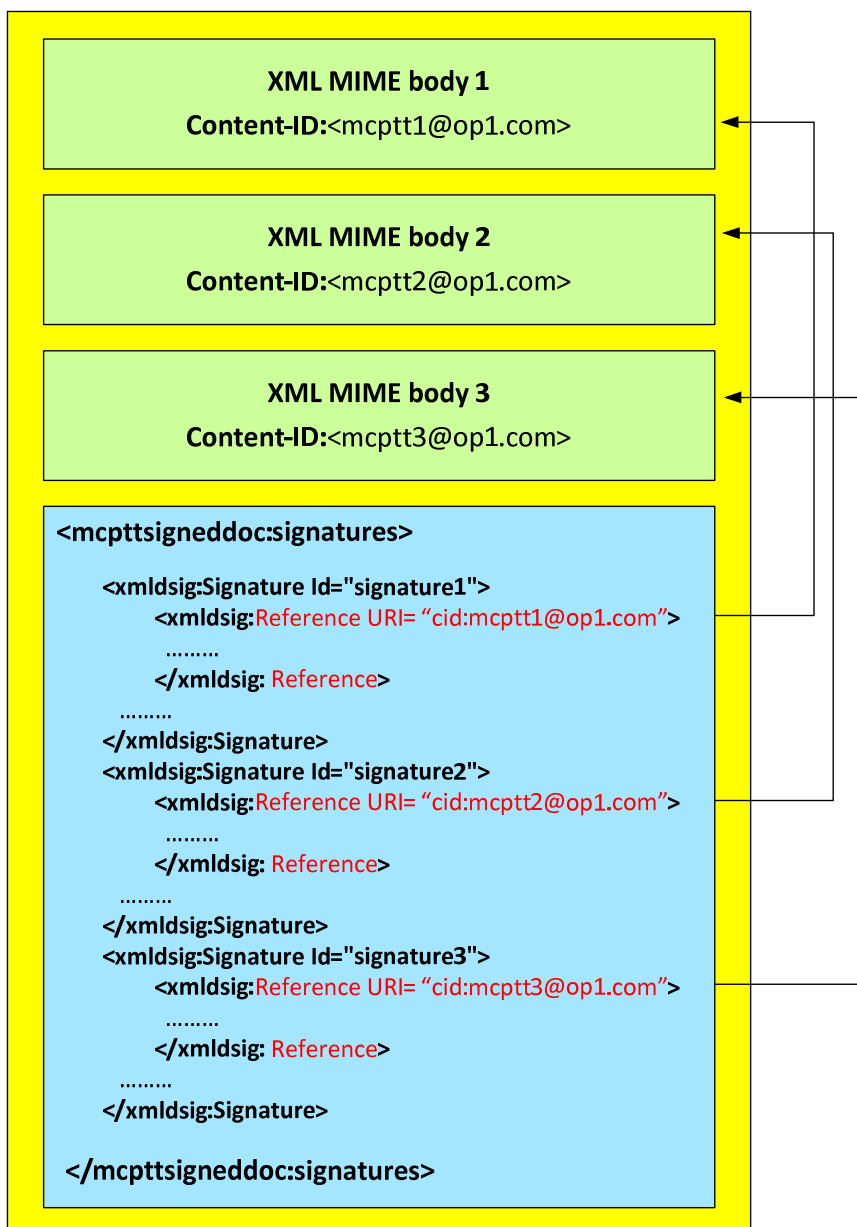 XML MIME body 1
Content-ID:<mcptt1@op1.com>
XML MIME body 2
Content-ID:<mcptt2@op1.com>
XML MIME body 3
Content-ID:<mcptt3@op1.com>
<mcpttsigneddoc:signatures>
<xmldsig:Signature Id="signature1">
<xmldsig:Reference URI= “cid:mcptt1@op1.com”>
.........
</xmldsig: Reference>
.........
</xmldsig:Signature>
<xmldsig:Signature Id="signature2">
<xmldsig:Reference URI= “cid:mcptt2@op1.com”>
.........
</xmldsig: Reference>
.........
</xmldsig:Signature>
<xmldsig:Signature Id="signature3">
<xmldsig:Reference URI= “cid:mcptt3@op1.com”>
.........
</xmldsig: Reference>
.........
</xmldsig:Signature>
</mcpttsigneddoc:signatures>